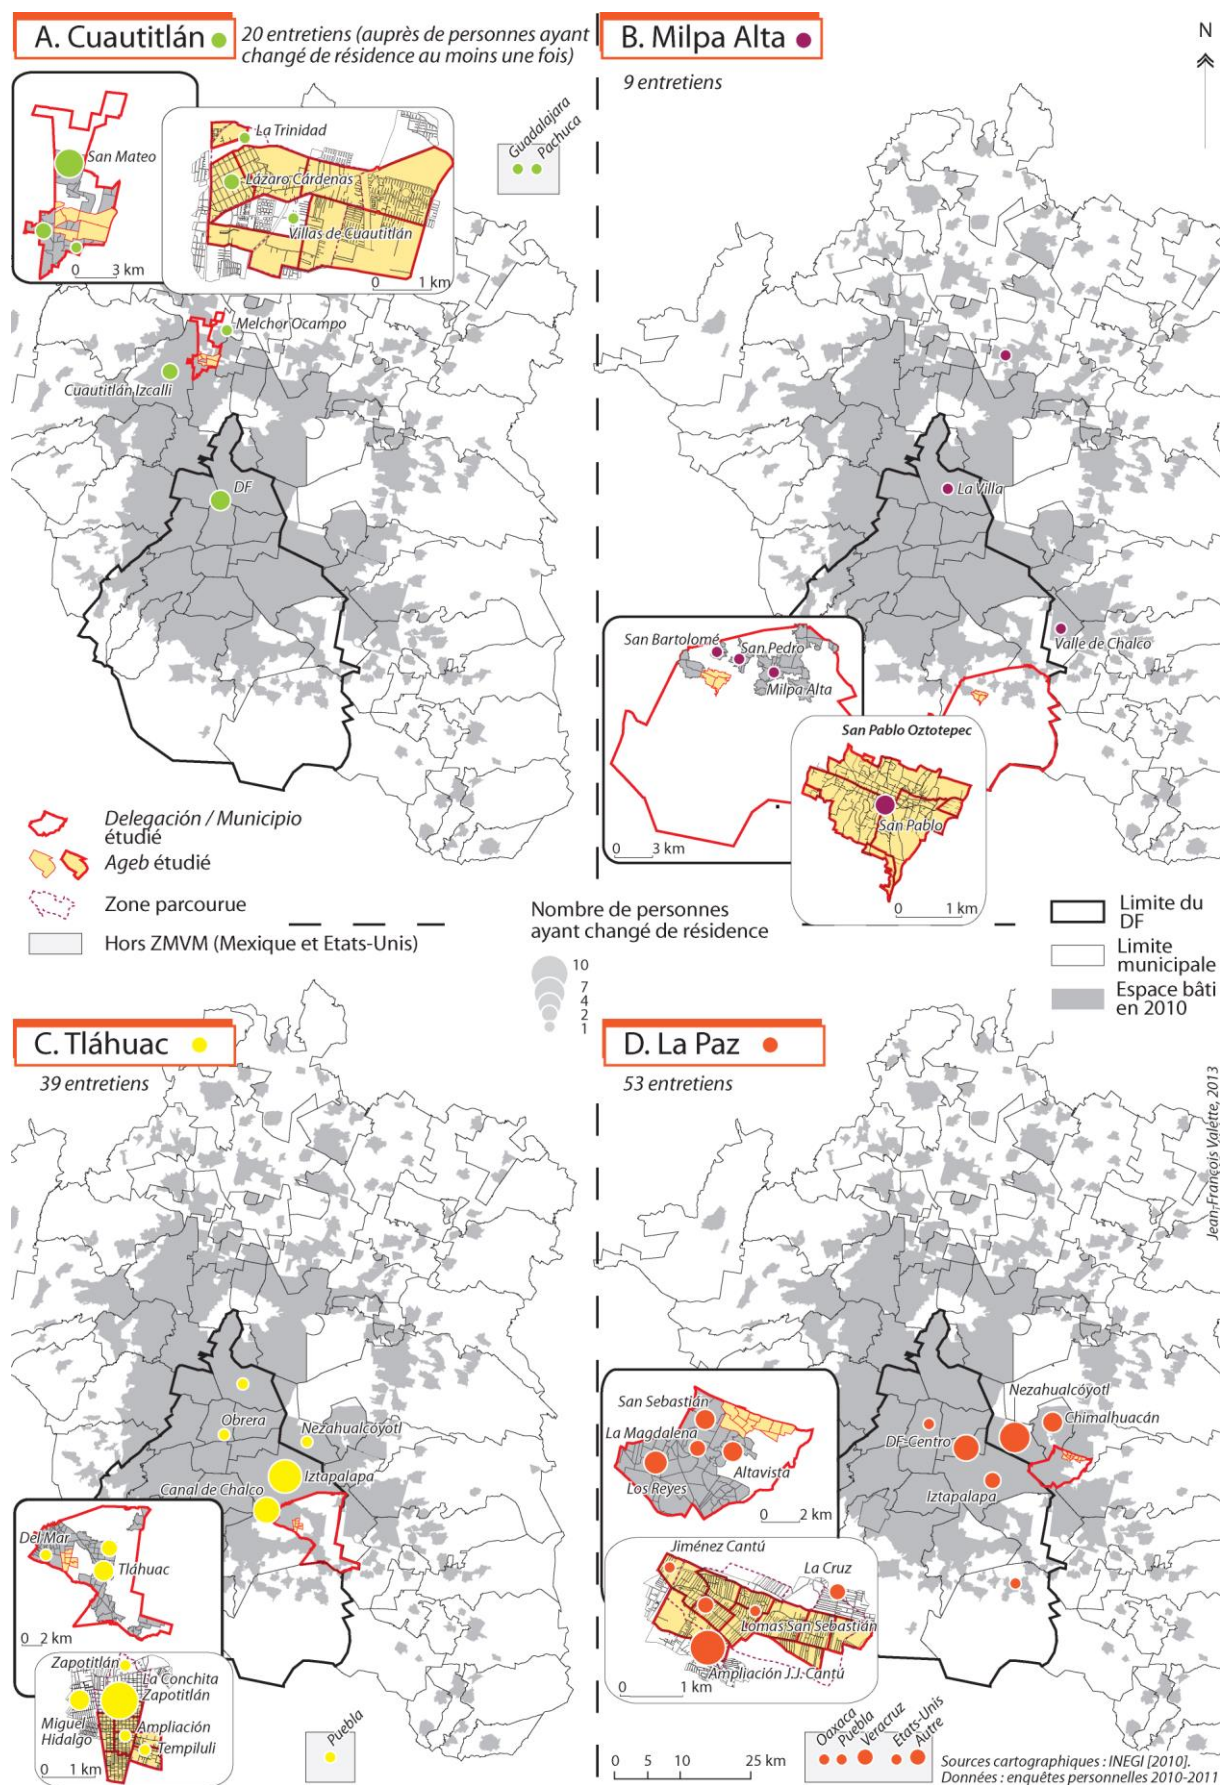 A. Cuautitlán
20 entretiens (auprès de personnes ayant
changé de résidence au moins une fois)
San Mateo
0 3 km
La Trinidad
Lázaro Cárdenas
Villas de Cuautitlán
0 1 km
Guadalajara
Pachuca
Melchor Ocampo
Cuautitlán Izcalli
DF
B. Milpa Alta
9 entretiens
N
La Villa
Valle de Chalco
San Bartolomé
San Pedro
Milpa Alta
0 3 km
San Pablo Oztotepec
San Pablo
0 1 km
Delegación / Municipio
étudié
Ageb étudié
Zone parcourue
Hors ZMVM (Mexique et Etats-Unis)
Nombre de personnes
ayant changé de résidence
10
7
4
2
1
Limite du
DF
Limite
municipale
Espace bâti
en 2010
C. Tláhuac
39 entretiens
Obrera
Nezahualcóyotl
Iztapalapa
Canal de Chalco
Del Mar
Tláhuac
0 2 km
Zapotitlán
La Conchita
Zapotitlán
Miguel
Hidalgo
Ampliación
Tempiluli
0 1 km
Puebla
D. La Paz
53 entretiens
Jean-François Valette, 2013
Nezahualcóyotl
Chimalhuacán
DF-Centro
Iztapalapa
San Sebastián
La Magdalena
Altavista
Los Reyes
0 2 km
Jiménez Cantú
La Cruz
Lomas San Sebastián
Ampliación J.J. Cantú
0 1 km
Oaxaca
Puebla
Veracruz
Etats-Unis
Autre
0 5 10 25 km
Sources cartographiques : INEGI [2010].
Données : enquêtes personnelles 2010-2011